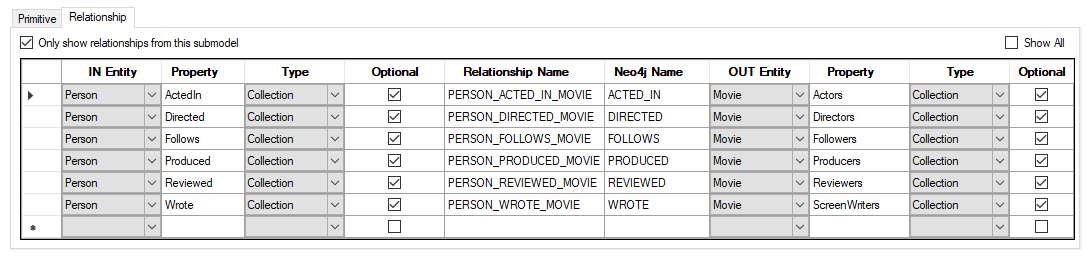 Primitive Relationship
Only show relationships from this submodel Show All
IN Entity Property Type Optional Relationship Name Neo4j Name OUT Entity Property Type Optional
Person ActedIn Collection PERSON_ACTED_IN_MOVIE ACTED_IN Movie Actors Collection
Person Directed Collection PERSON_DIRECTED_MOVIE DIRECTED Movie Directors Collection
Person Follows Collection PERSON_FOLLOWS_MOVIE FOLLOWS Movie Followers Collection
Person Produced Collection PERSON_PRODUCED_MOVIE PRODUCED Movie Producers Collection
Person Reviewed Collection PERSON_REVIEWED_MOVIE REVIEWED Movie Reviewers Collection
Person Wrote Collection PERSON_WROTE_MOVIE WROTE Movie ScreenWriters Collection